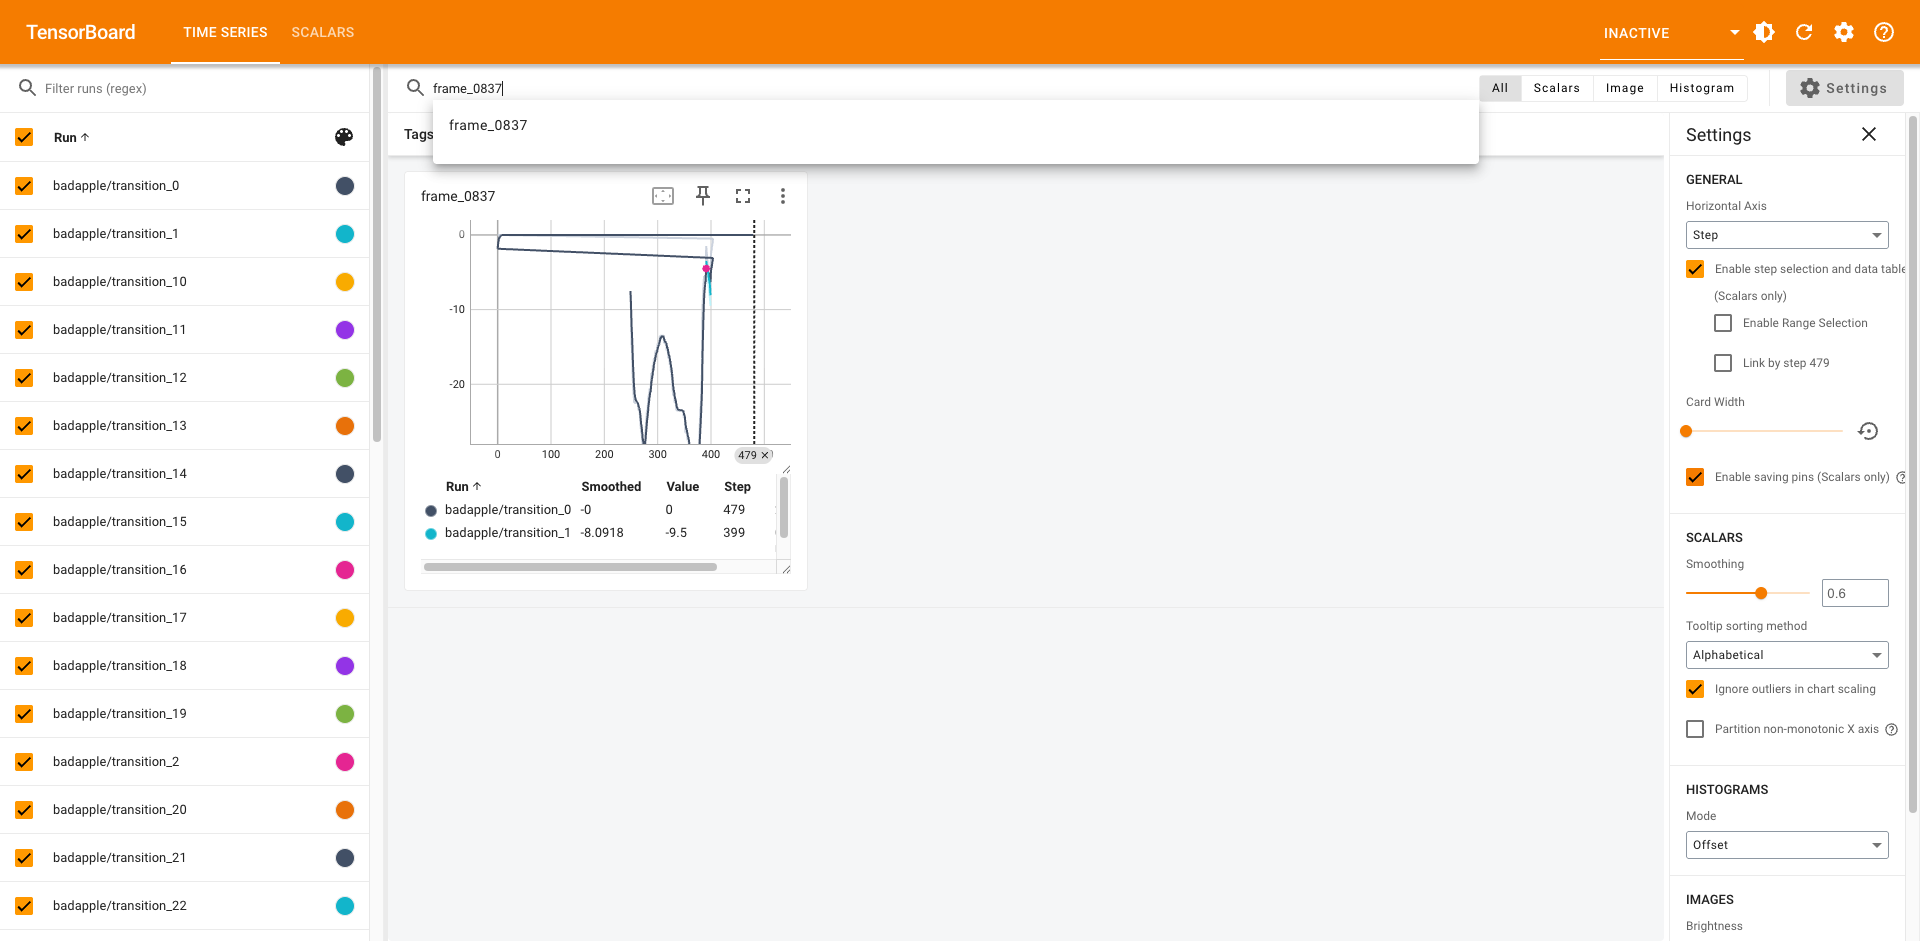 TensorBoard
TIME SERIES
SCALARS
INACTIVE
Filter runs (regex)
frame_0837
All
Scalars
Image
Histogram
Settings
frame_0837
Tags
Run
badapple/transition_0
badapple/transition_1
badapple/transition_10
badapple/transition_11
badapple/transition_12
badapple/transition_13
badapple/transition_14
badapple/transition_15
badapple/transition_16
badapple/transition_17
badapple/transition_18
badapple/transition_19
badapple/transition_2
badapple/transition_20
badapple/transition_21
badapple/transition_22
frame_0837
0
-10
-20
0 100 200 300 400 479
Run Smoothed Value Step
badapple/transition_0 -0 0 479
badapple/transition_1 -8.0918 -9.5 399
Settings
GENERAL
Horizontal Axis
Step
Enable step selection and data table
(Scalars only)
Enable Range Selection
Link by step 479
Card Width
Enable saving pins (Scalars only)
SCALARS
Smoothing
0.6
Tooltip sorting method
Alphabetical
Ignore outliers in chart scaling
Partition non-monotonic X axis
HISTOGRAMS
Mode
Offset
IMAGES
Brightness